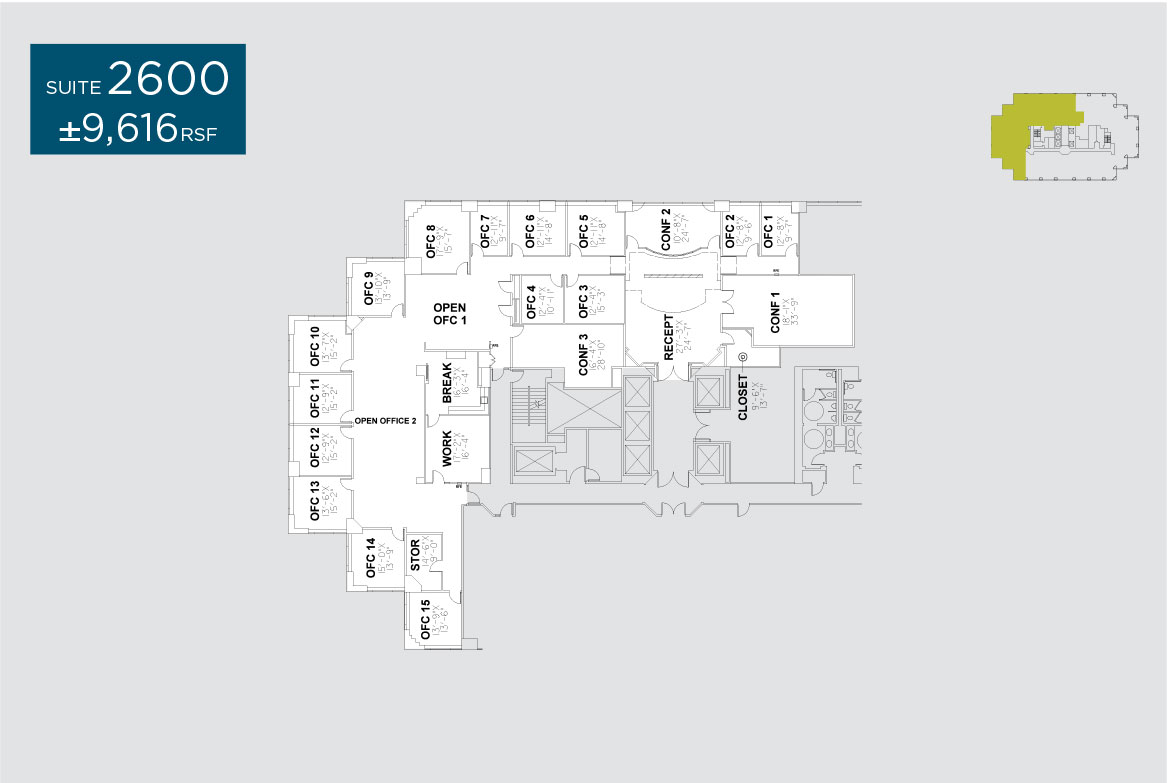 SUITE 2600
±9,616 RSF
OFC 8
17'-9"X
15'-7"
OFC 7
12'-11"X
9'-7"
OFC 6
12'-11"X
14'-8"
OFC 5
12'-11"X
14'-8"
CONF 2
10'-8"X
24'-7"
OFC 2
12'-8"X
9'-6"
OFC 1
12'-8"X
9'-7"
OFC 9
13'-10"X
13'-9"
OPEN
OFC 1
OFC 4
12'-4"X
10'-11"
OFC 3
12'-4"X
15'-3"
RECEPT
27'-3"X
24'-7"
CONF 1
18'-1"X
33'-9"
OFC 10
13'-7"X
15'-2"
CONF 3
16'-4"X
28'-10"
BREAK
16'-3"X
16'-4"
CLOSET
9'-6"X
13'-7"
OFC 11
12'-9"X
15'-2"
OPEN OFFICE 2
OFC 12
12'-9"X
15'-2"
WORK
17'-2"X
16'-4"
OFC 13
13'-6"X
15'-2"
OFC 14
15'-0"X
13'-9"
STOR
14'-6"X
9'-0"
OFC 15
13'-9"X
13'-6"